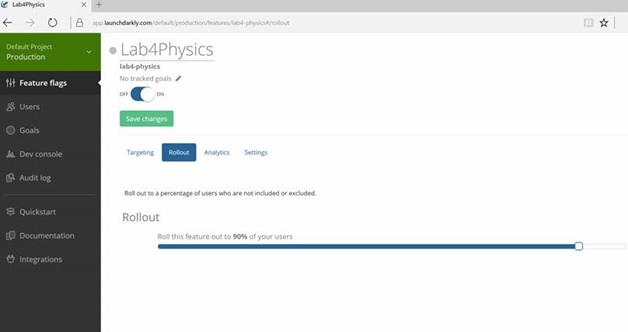 Lab4Physics
app.launchdarkly.com/default/production/features/lab4-physics#/rollout
Default Project
Production
Feature flags
Users
Goals
Dev console
Audit log
Quickstart
Documentation
Integrations
Lab4Physics
lab4-physics
No tracked goals
OFF ON
Save changes
Targeting Rollout Analytics Settings
Roll out to a percentage of users who are not included or excluded.
Rollout
Roll this feature out to 90% of your users